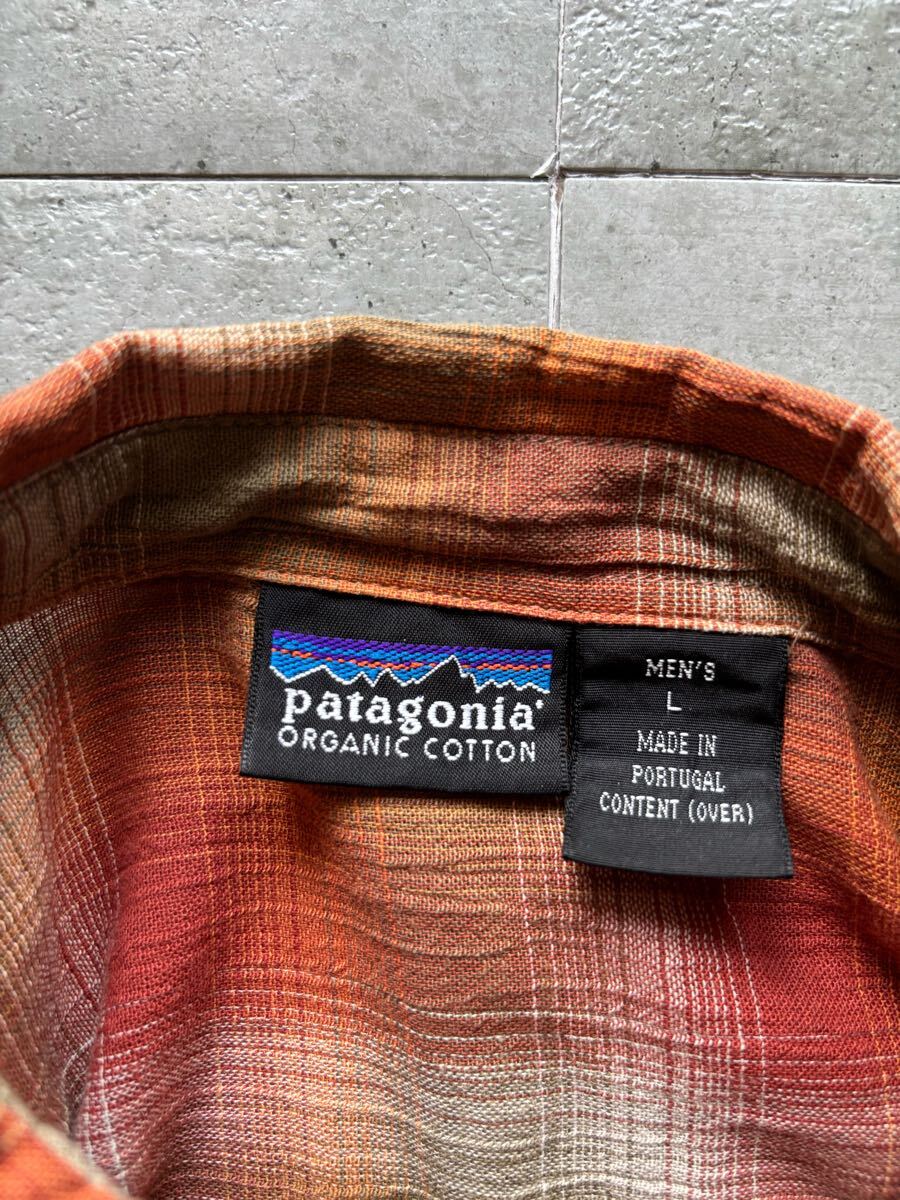 patagonia®
ORGANIC COTTON
MEN'S
L
MADE IN
PORTUGAL
CONTENT (OVER)